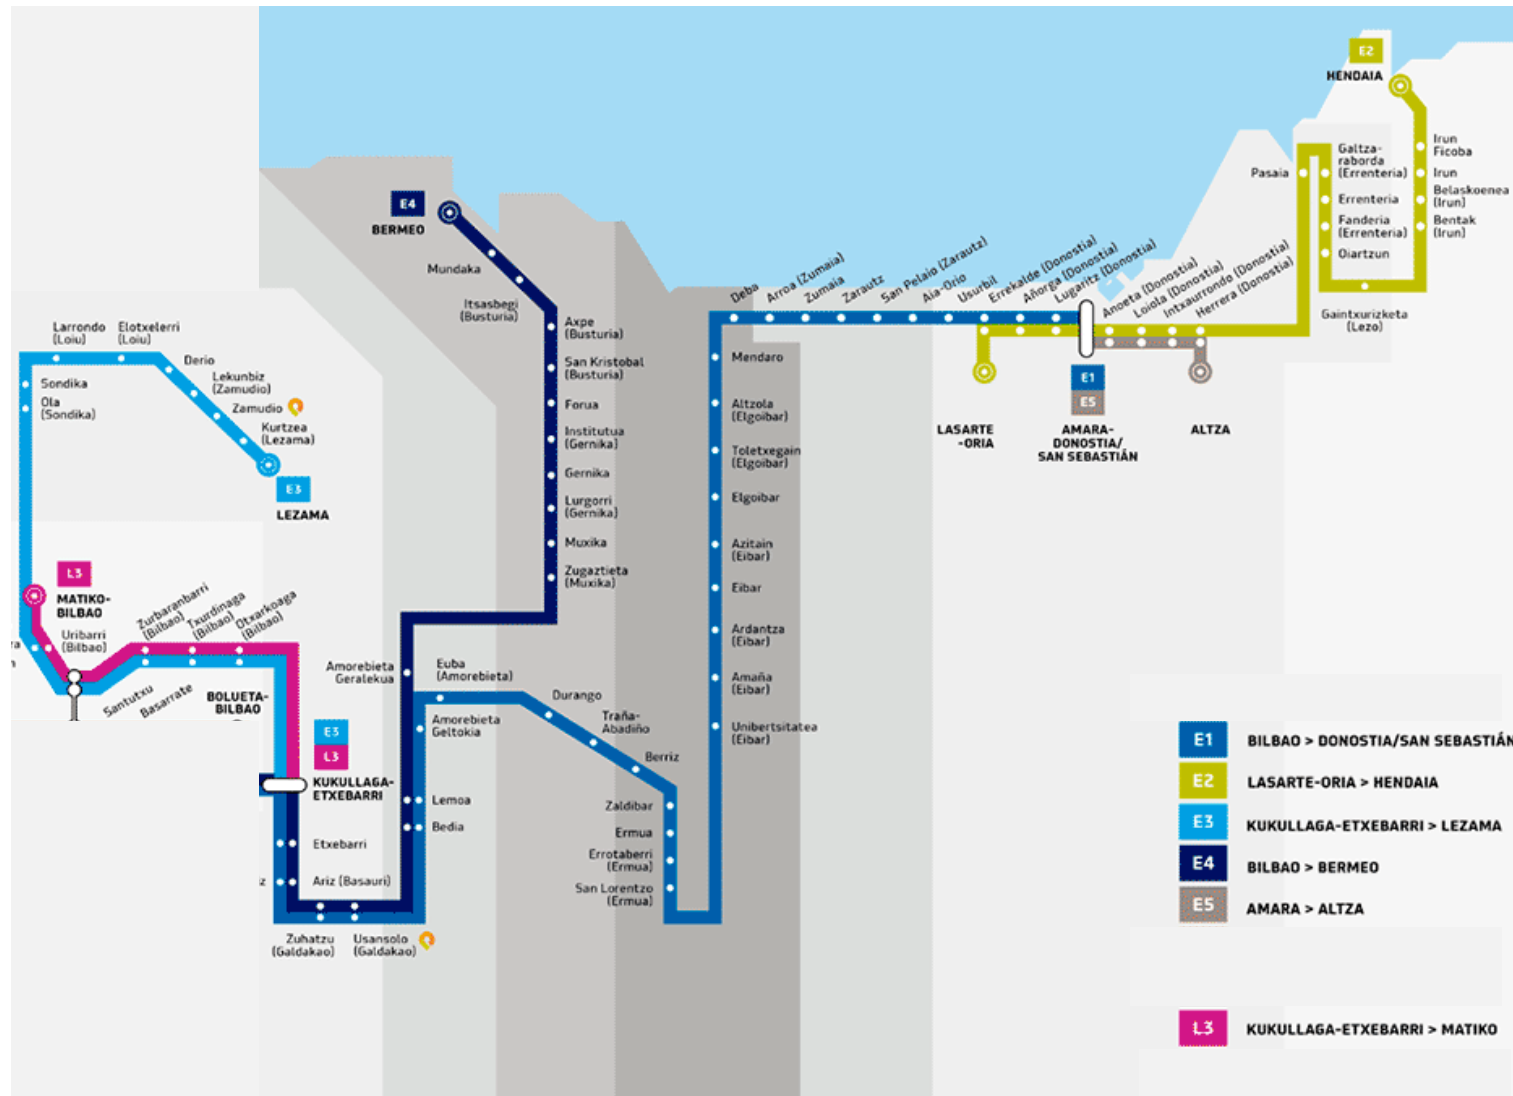 E2
HENDAIA
Irun
Ficoba
Irun
Belaskoenea
(Irun)
Bentak
(Irun)
Galtza-
raborda
(Errenteria)
Pasaia
Errenteria
Fanderia
(Errenteria)
Oiartzun
Gaintxurizketa
(Lezo)
E4
BERMEO
Mundaka
Itsasbegi
(Busturia)
Axpe
(Busturia)
San Kristobal
(Busturia)
Forua
Institutua
(Gernika)
Gernika
Lurgorri
(Gernika)
Muxika
Zugaztieta
(Muxika)
Deba
Arroa (Zumaia)
Zumaia
Zarautz
San Pelaio (Zarautz)
Aia-Orio
Usurbil
Errekalde (Donostia)
Añorga (Donostia)
Lugaritz (Donostia)
Anoeta (Donostia)
Loiola (Donostia)
Intxaurrondo (Donostia)
Herrera (Donostia)
E1
E5
LASARTE
-ORIA
AMARA-
DONOSTIA/
SAN SEBASTIÁN
ALTZA
Mendaro
Altzola
(Elgoibar)
Toletxegain
(Elgoibar)
Elgoibar
Azitain
(Eibar)
Eibar
Ardantza
(Eibar)
Amaña
(Eibar)
Unibertsitatea
(Eibar)
Larrondo
(Loiu)
Elotxelerri
(Loiu)
Derio
Lekunbiz
(Zamudio)
Zamudio
Kurtzea
(Lezama)
E3
LEZAMA
Sondika
Ola
(Sondika)
L3
MATIKO-
BILBAO
Uribarri
(Bilbao)
ra
n
Zurbaranbarri
(Bilbao)
Txurdinaga
(Bilbao)
Otxarkoaga
(Bilbao)
Santutxu
Basarrate
BOLUETA-
BILBAO
E3
L3
KUKULLAGA-
ETXEBARRI
Etxebarri
z
Ariz (Basauri)
Zuhatzu
(Galdakao)
Usansolo
(Galdakao)
Amorebieta
Geralekua
Euba
(Amorebieta)
Amorebieta
Geltokia
Lemoa
Bedia
Durango
Traña-
Abadiño
Berriz
Zaldibar
Ermua
Errotaberri
(Ermua)
San Lorentzo
(Ermua)
E1 BILBAO > DONOSTIA/SAN SEBASTIÁN
E2 LASARTE-ORIA > HENDAIA
E3 KUKULLAGA-ETXEBARRI > LEZAMA
E4 BILBAO > BERMEO
E5 AMARA > ALTZA
L3 KUKULLAGA-ETXEBARRI > MATIKO